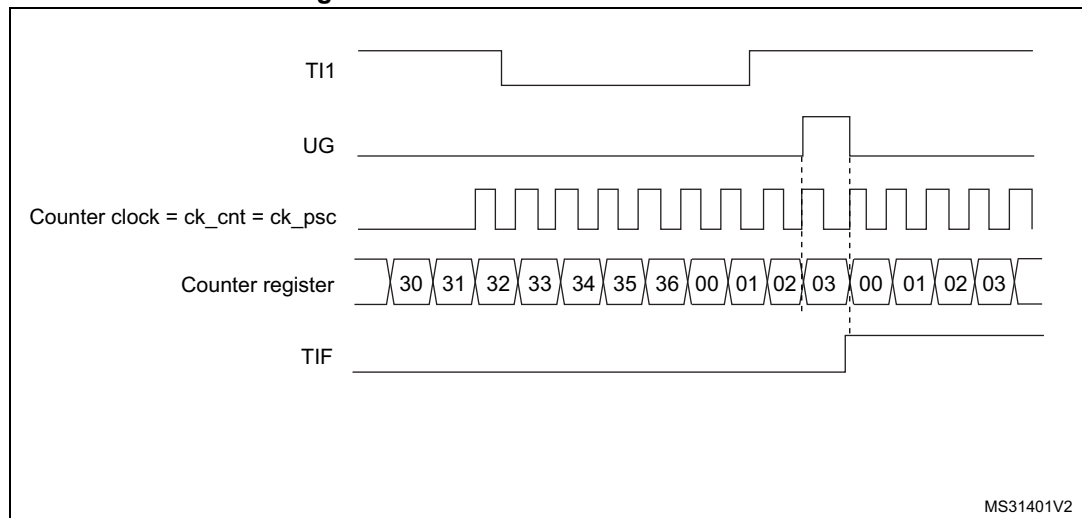 TI1
UG
Counter clock = ck_cnt = ck_psc
Counter register 30 31 32 33 34 35 36 00 01 02 03 00 01 02 03
TIF
MS31401V2